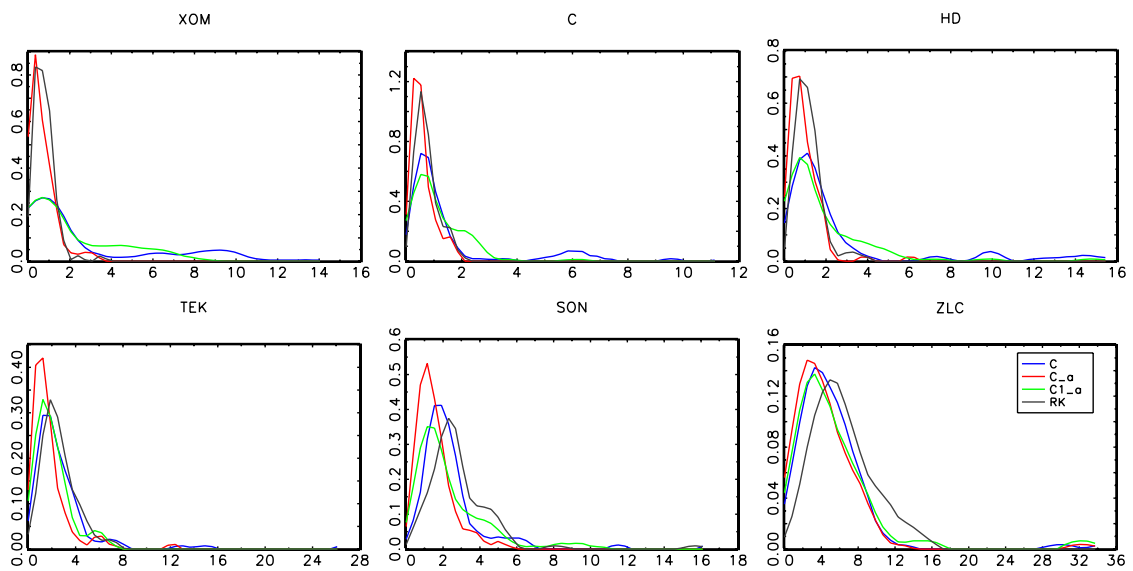 XOM
C
HD
0.0 0.2 0.4 0.6 0.8
0 2 4 6 8 10 12 14 16
0.0 0.4 0.8 1.2
0 2 4 6 8 10 12
0.0 0.2 0.4 0.6 0.8
0 2 4 6 8 10 12 14 16
TEK
SON
ZLC
0.00 0.10 0.20 0.30 0.40
0 4 8 12 16 20 24 28
0.0 0.1 0.2 0.3 0.4 0.5 0.6
0 2 4 6 8 10 12 14 16 18
0.00 0.04 0.08 0.12 0.16
0 4 8 12 16 20 24 28 32 36
C
C_a
C1_a
RK